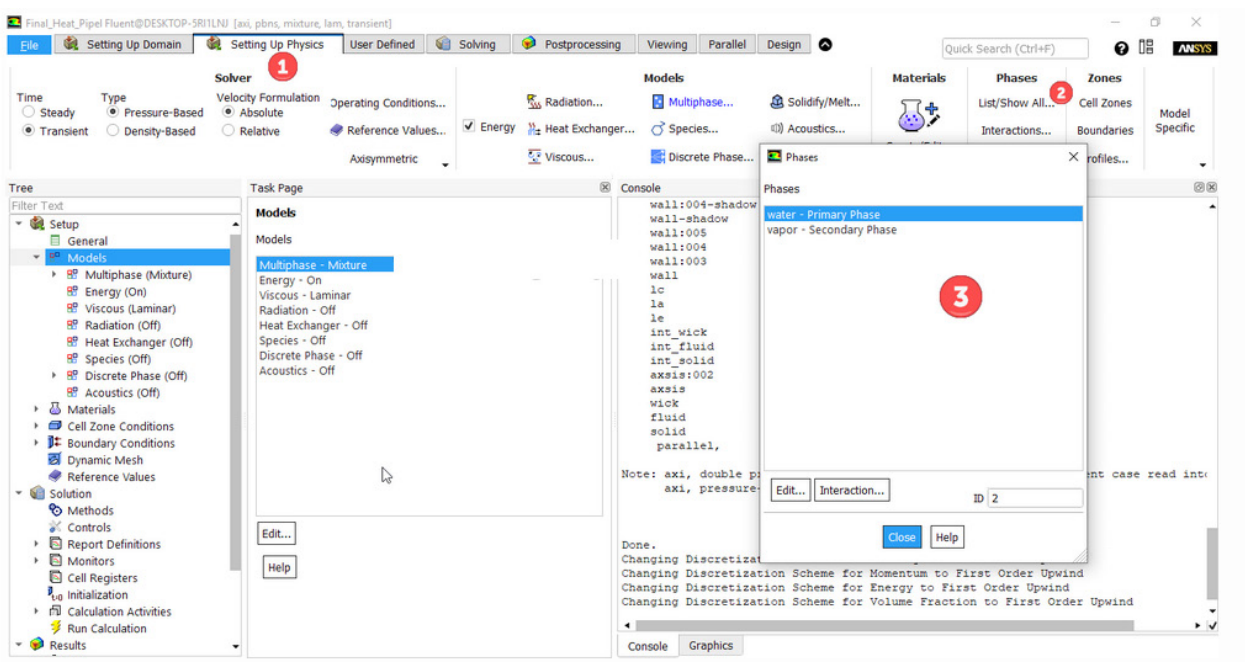 Final_Heat_Pipel Fluent@DESKTOP-5RI1LNJ [axi, pbns, mixture, lam, transient]
File Setting Up Domain Setting Up Physics User Defined Solving Postprocessing Viewing Parallel Design Quick Search (Ctrl+F) ANSYS
1
Solver Models Materials Phases Zones
2
Time Type Velocity Formulation
Steady Pressure-Based Absolute Operating Conditions... Radiation... Multiphase... Solidify/Melt... List/Show All... Cell Zones
Transient Density-Based Relative Reference Values... Energy Heat Exchanger... Species... Acoustics... Interactions... Boundaries Model Specific
Axisymmetric Viscous... Discrete Phase... rofiles...
Tree
Filter Text
Setup
General
Models
Multiphase (Mixture)
Energy (On)
Viscous (Laminar)
Radiation (Off)
Heat Exchanger (Off)
Species (Off)
Discrete Phase (Off)
Acoustics (Off)
Materials
Cell Zone Conditions
Boundary Conditions
Dynamic Mesh
Reference Values
Solution
Methods
Controls
Report Definitions
Monitors
Cell Registers
Initialization
Calculation Activities
Run Calculation
Results
Task Page
Models
Models
Multiphase - Mixture
Energy - On
Viscous - Laminar
Radiation - Off
Heat Exchanger - Off
Species - Off
Discrete Phase - Off
Acoustics - Off
Edit...
Help
Console
wall:004-shadow
wall-shadow
wall:005
wall:004
wall:003
wall
lc
la
le
int_wick
int_fluid
int_solid
axsis:002
axsis
wick
fluid
solid
parallel,
Note: axi, double p ent case read into
axi, pressure-
Done.
Changing Discretizat
Changing Discretization Scheme for Momentum to First Order Upwind
Changing Discretization Scheme for Energy to First Order Upwind
Changing Discretization Scheme for Volume Fraction to First Order Upwind
Console Graphics
Phases
Phases
water - Primary Phase
vapor - Secondary Phase
3
Edit... Interaction... ID 2
Close Help